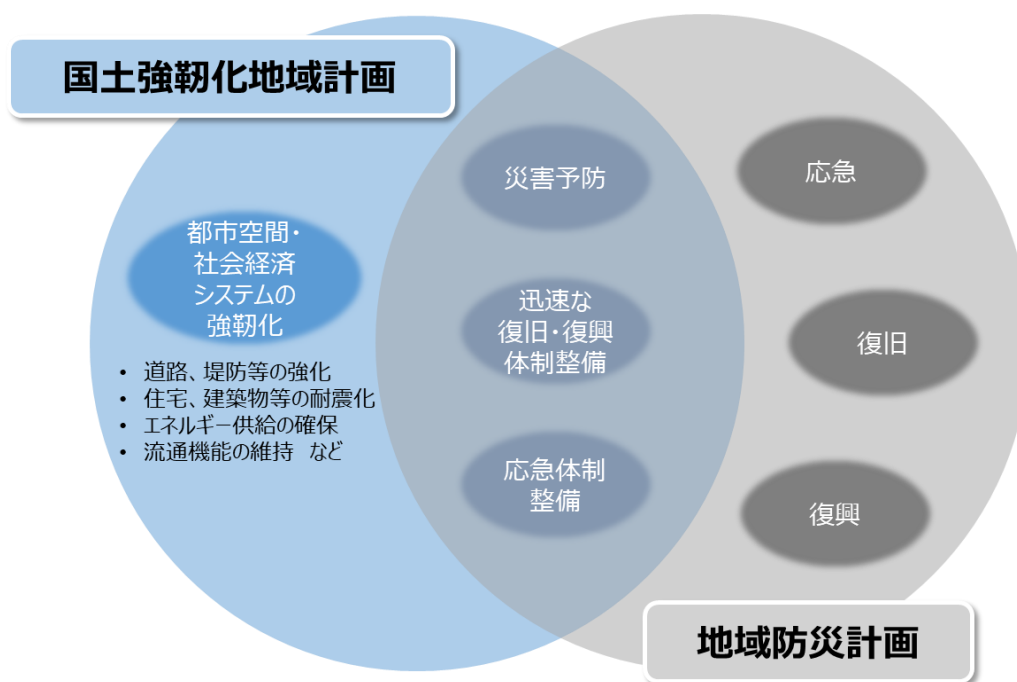 国土強靭化地域計画
都市空間・
社会経済
システムの
強靭化
• 道路、堤防等の強化
• 住宅、建築物等の耐震化
• エネルギー供給の確保
• 流通機能の維持　など
災害予防
迅速な
復旧・復興
体制整備
応急体制
整備
応急
復旧
復興
地域防災計画